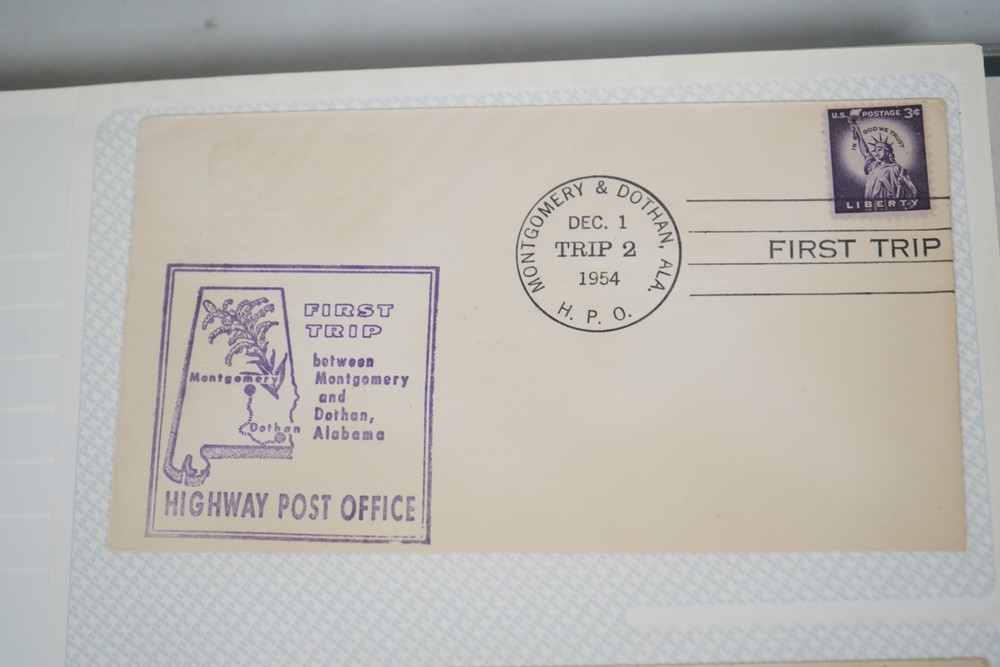 U.S. POSTAGE 3¢
IN GOD WE TRUST
LIBERTY
MONTGOMERY & DOTHAN, ALA.
DEC. 1
TRIP 2
1954
H. P. O.
FIRST TRIP
FIRST
TRIP
between
Montgomery
and
Dothan,
Alabama
Montgomery
Dothan
HIGHWAY POST OFFICE